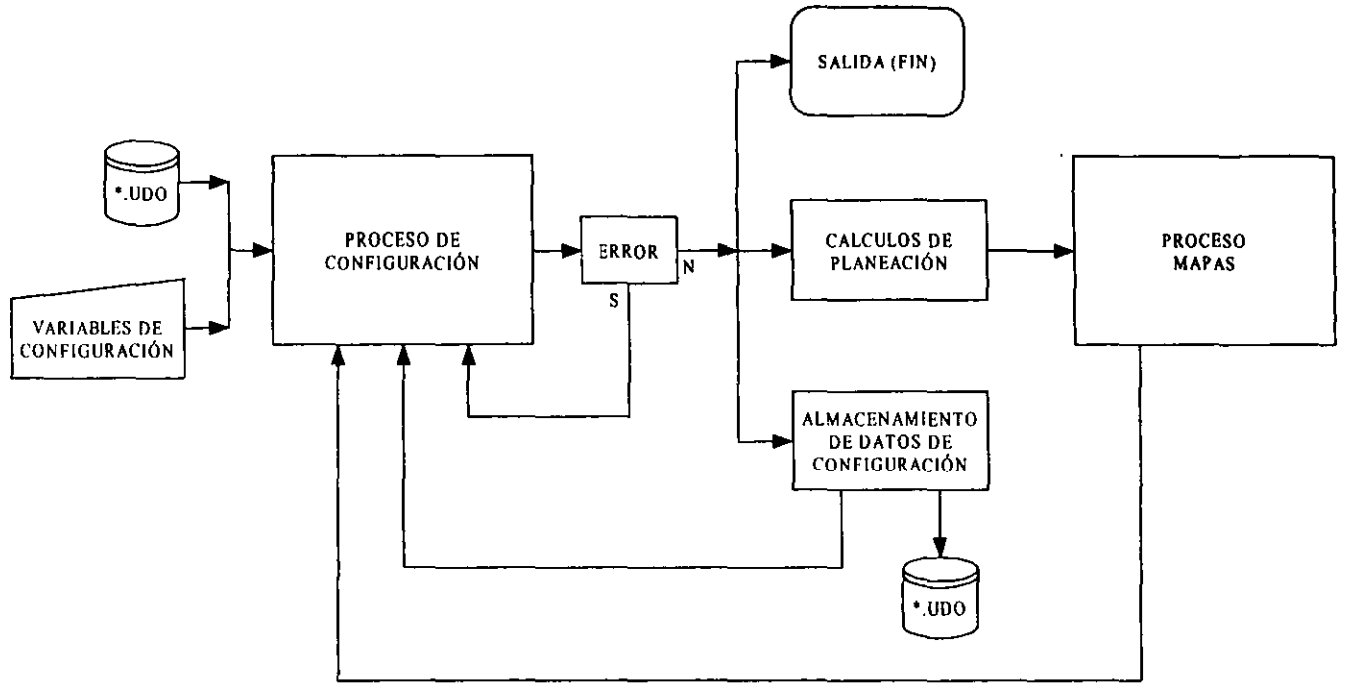 SALIDA (FIN)
*.UDO
VARIABLES DE
CONFIGURACIÓN
PROCESO DE
CONFIGURACIÓN
ERROR
N
S
CALCULOS DE
PLANEACIÓN
PROCESO
MAPAS
ALMACENAMIENTO
DE DATOS DE
CONFIGURACIÓN
*.UDO